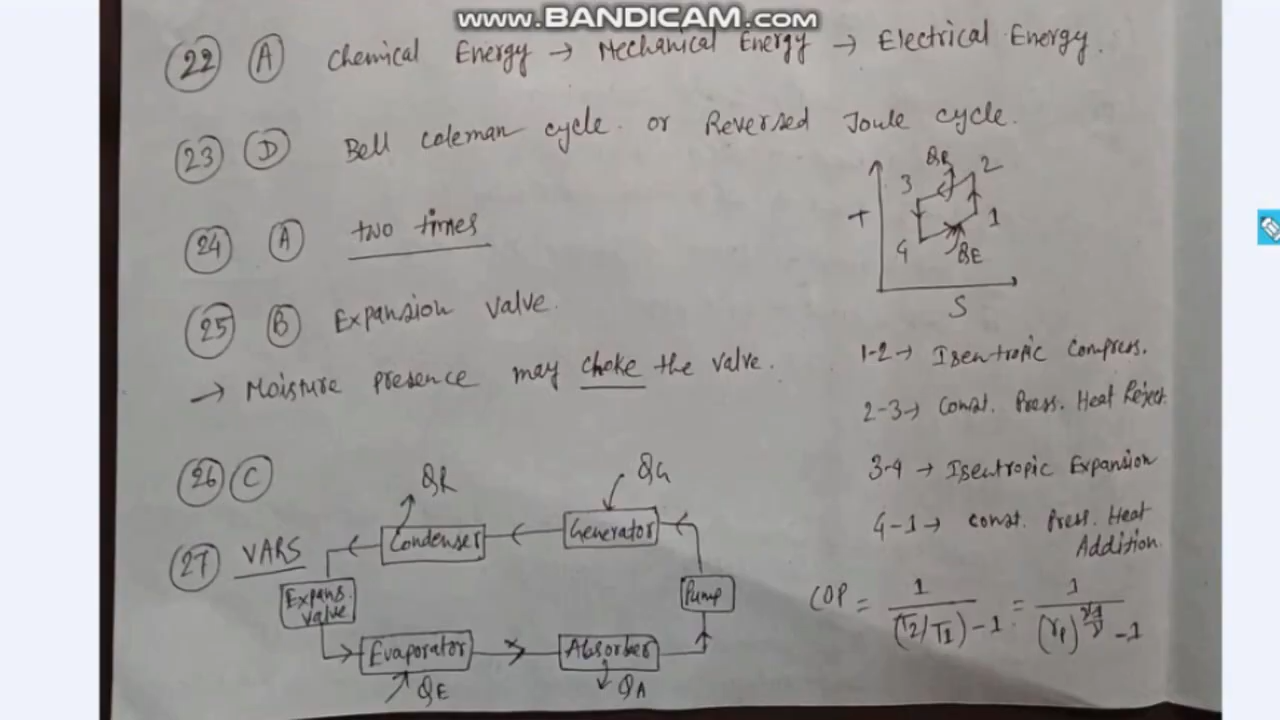 WWW.BANDICAM.COM
22 A Chemical Energy → Mechanical Energy → Electrical Energy.
23 D Bell Coleman cycle. or Reversed Joule cycle.
24 A two times
25 B Expansion valve.
→ Moisture presence may choke the valve.
26 C
27 VARS
QR
QG
Condenser
Generator
Expans. valve
Pump
Evaporator
Absorber
QE
QA
T
QR
3
2
1
4
QE
S
1-2 → Isentropic Compress.
2-3 → Const. Press. Heat Reject.
3-4 → Isentropic Expansion
4-1 → Const. Press. Heat
Addition.
COP = 1 / (T2/T1) - 1 = 1 / (rp)^(γ-1/γ) - 1